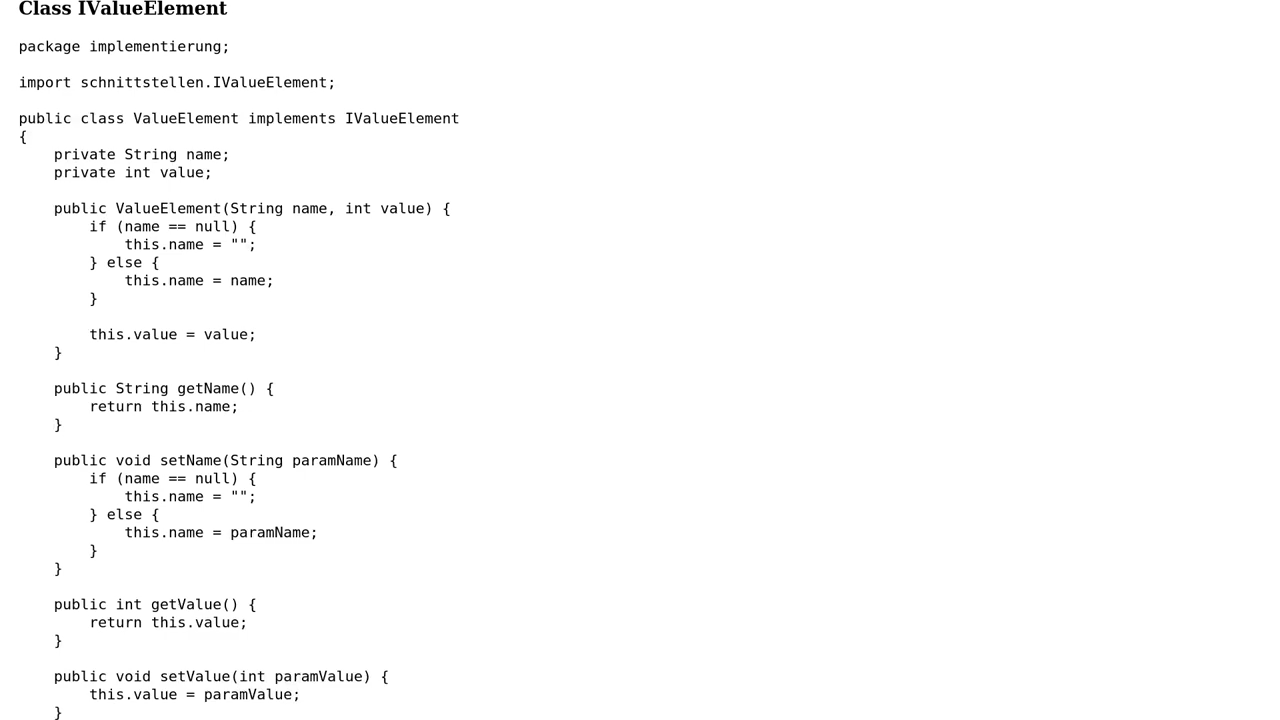 Class IValueElement
package implementierung;
import schnittstellen.IValueElement;
public class ValueElement implements IValueElement
{
    private String name;
    private int value;
    public ValueElement(String name, int value) {
        if (name == null) {
            this.name = "";
        } else {
            this.name = name;
        }
        this.value = value;
    }
    public String getName() {
        return this.name;
    }
    public void setName(String paramName) {
        if (name == null) {
            this.name = "";
        } else {
            this.name = paramName;
        }
    }
    public int getValue() {
        return this.value;
    }
    public void setValue(int paramValue) {
        this.value = paramValue;
    }